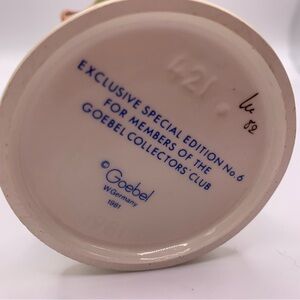 421
EXCLUSIVE SPECIAL EDITION No. 6
FOR MEMBERS OF THE
GOEBEL COLLECTORS' CLUB
© Goebel
W. Germany
1981